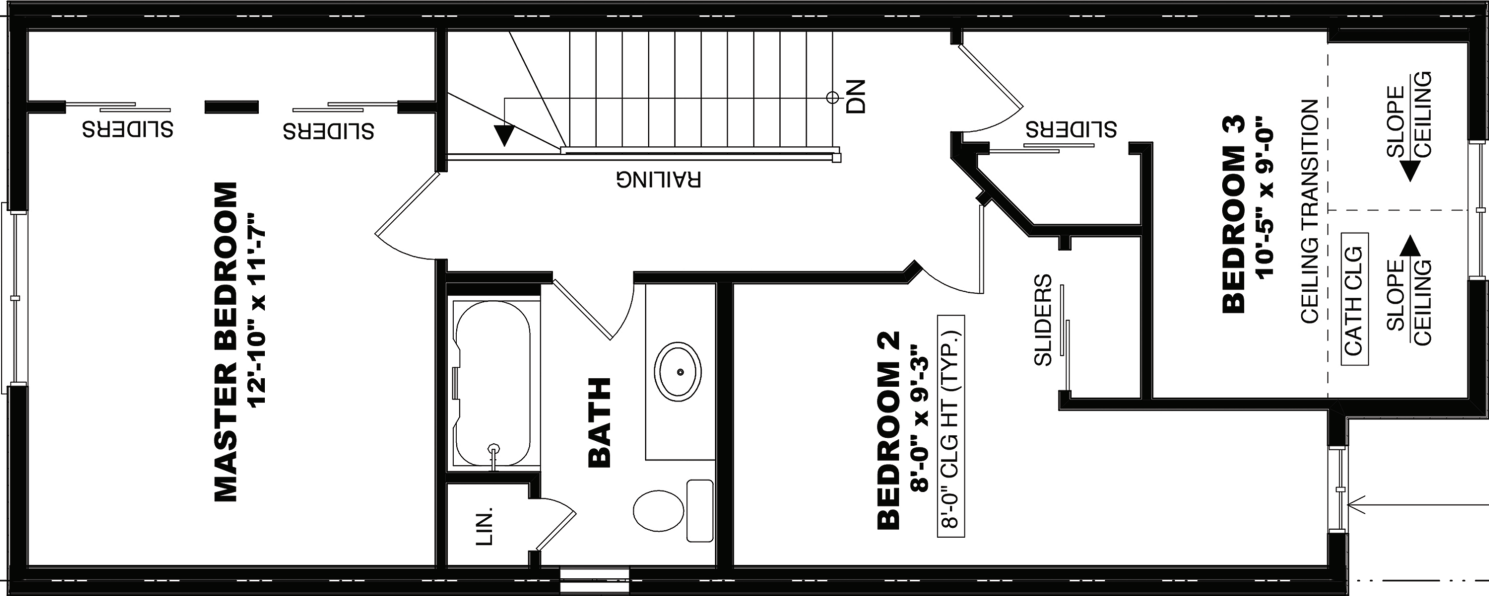 SLIDERS
SLIDERS
MASTER BEDROOM
12'-10" x 11'-7"
DN
RAILING
BATH
LIN.
SLIDERS
BEDROOM 2
8'-0" x 9'-3"
8'-0" CLG HT (TYP.)
SLIDERS
BEDROOM 3
10'-5" x 9'-0"
CEILING TRANSITION
CATH CLG
SLOPE
CEILING
SLOPE
CEILING